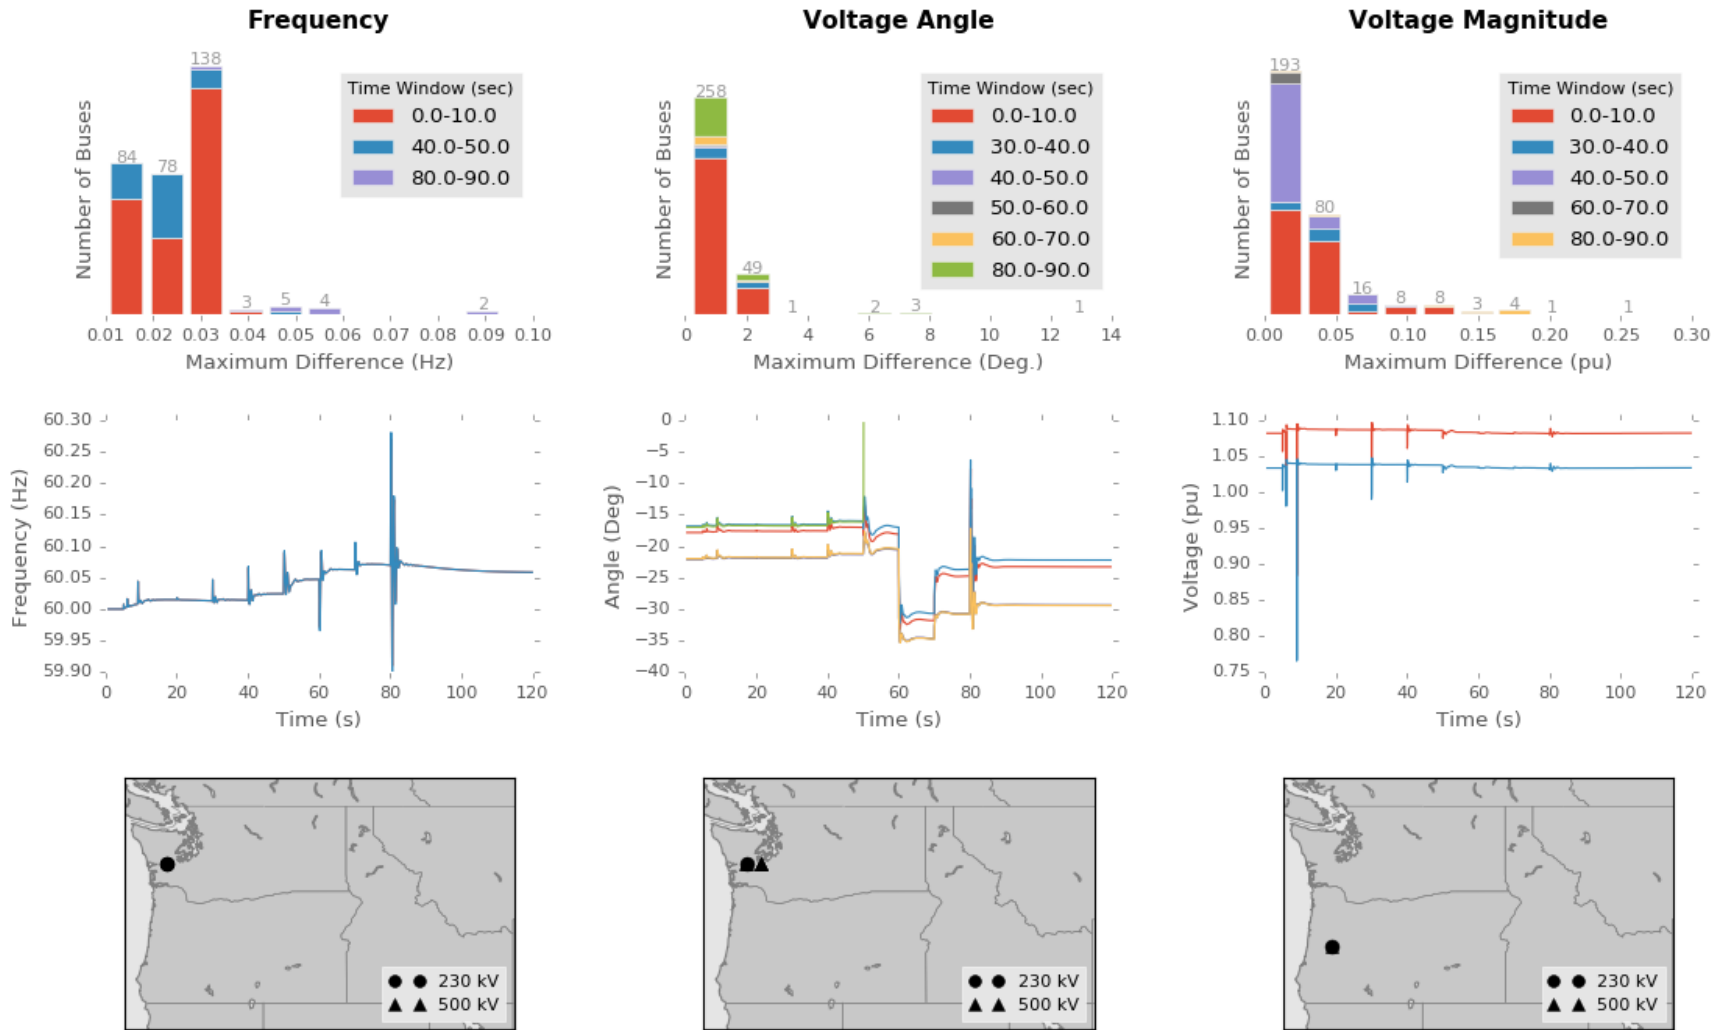 Frequency
Voltage Angle
Voltage Magnitude
138
84
78
3
5
4
2
Time Window (sec)
0.0-10.0
40.0-50.0
80.0-90.0
Number of Buses
0.01 0.02 0.03 0.04 0.05 0.06 0.07 0.08 0.09 0.10
Maximum Difference (Hz)
258
49
1
2
3
1
Time Window (sec)
0.0-10.0
30.0-40.0
40.0-50.0
50.0-60.0
60.0-70.0
80.0-90.0
Number of Buses
0 2 4 6 8 10 12 14
Maximum Difference (Deg.)
193
80
16
8
8
3
4
1
1
Time Window (sec)
0.0-10.0
30.0-40.0
40.0-50.0
60.0-70.0
80.0-90.0
Number of Buses
0.00 0.05 0.10 0.15 0.20 0.25 0.30
Maximum Difference (pu)
60.30
60.25
60.20
60.15
60.10
60.05
60.00
59.95
59.90
Frequency (Hz)
0 20 40 60 80 100 120
Time (s)
0
−5
−10
−15
−20
−25
−30
−35
−40
Angle (Deg)
0 20 40 60 80 100 120
Time (s)
1.10
1.05
1.00
0.95
0.90
0.85
0.80
0.75
Voltage (pu)
0 20 40 60 80 100 120
Time (s)
230 kV
500 kV
230 kV
500 kV
230 kV
500 kV